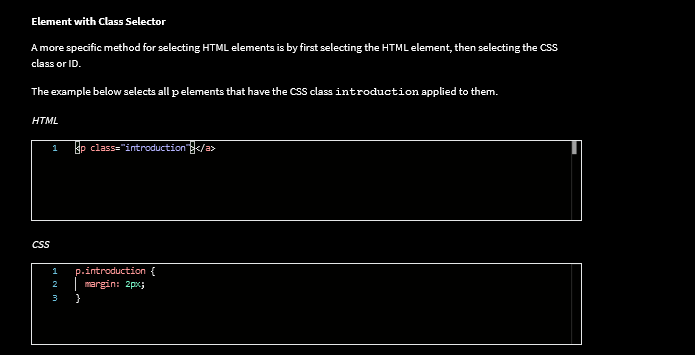 Element with Class Selector
A more specific method for selecting HTML elements is by first selecting the HTML element, then selecting the CSS
class or ID.
The example below selects all p elements that have the CSS class introduction applied to them.
HTML
1 <p class="introduction"></a>
CSS
1 p.introduction {
2 margin: 2px;
3 }